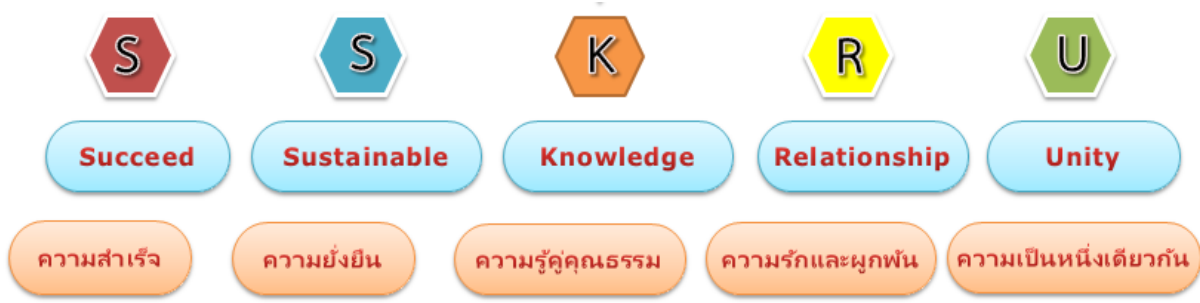 S S K R U
Succeed Sustainable Knowledge Relationship Unity
ความสำเร็จ ความยั่งยืน ความรู้คู่คุณธรรม ความรักและผูกพัน ความเป็นหนึ่งเดียวกัน